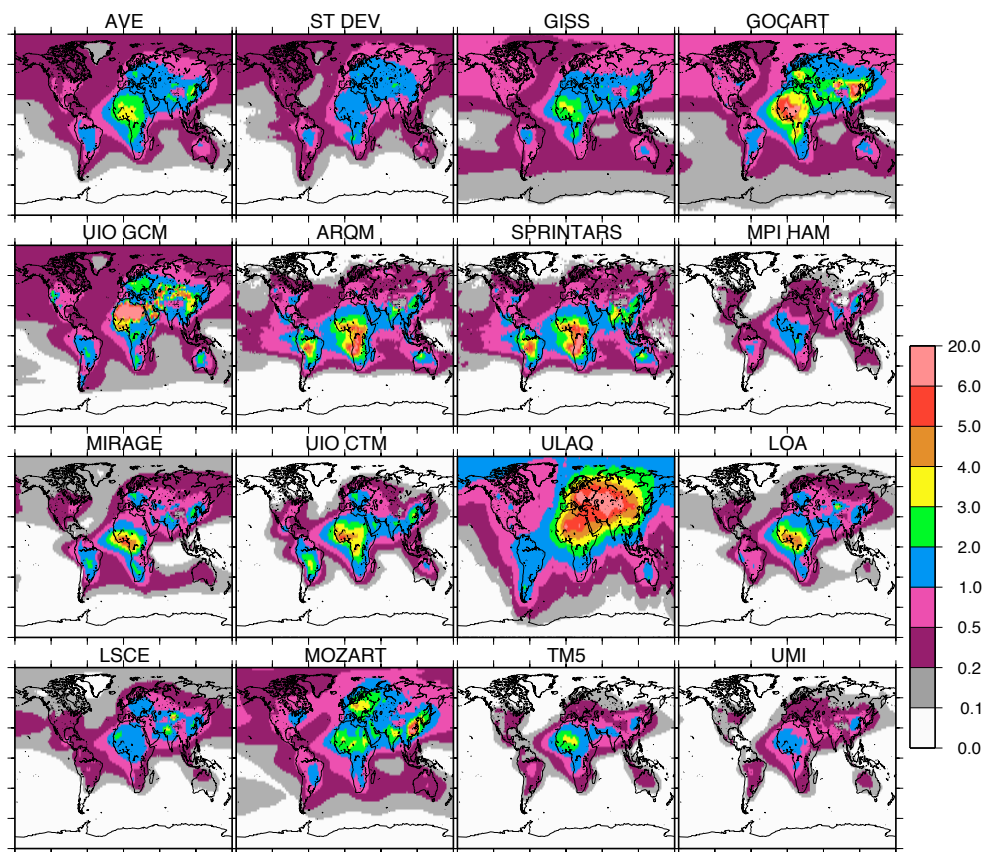 AVE ST DEV GISS GOCART
UIO GCM ARQM SPRINTARS MPI HAM
MIRAGE UIO CTM ULAQ LOA
LSCE MOZART TM5 UMI
20.0
6.0
5.0
4.0
3.0
2.0
1.0
0.5
0.2
0.1
0.0